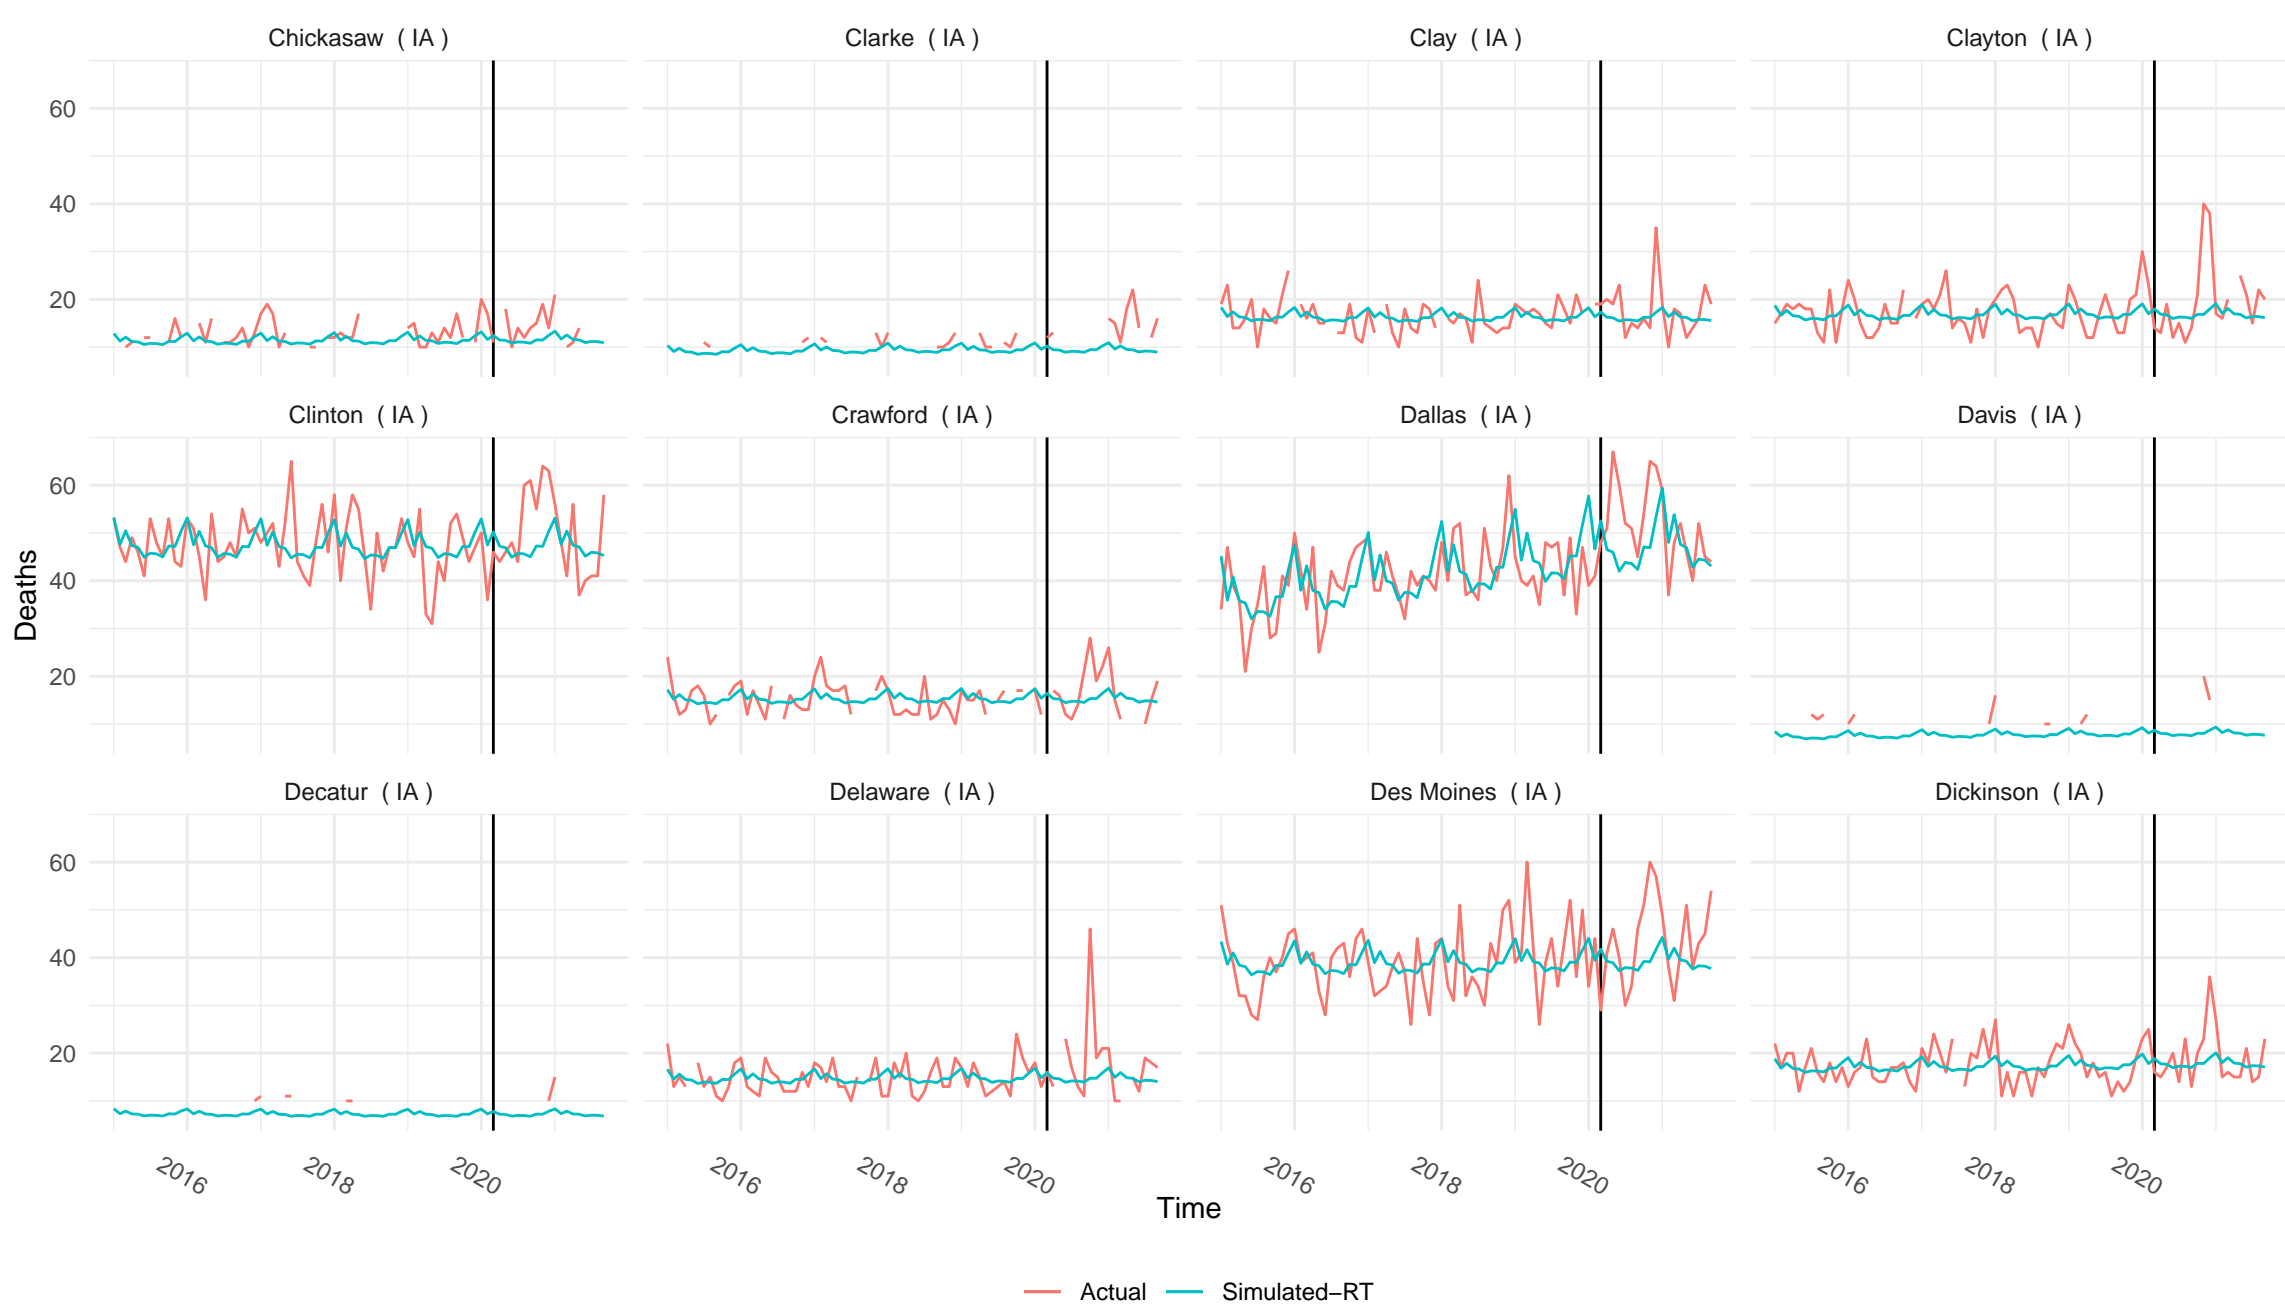 Chickasaw ( IA )
Clarke ( IA )
Clay ( IA )
Clayton ( IA )
60
40
20
Clinton ( IA )
Crawford ( IA )
Dallas ( IA )
Davis ( IA )
60
40
20
Deaths
Decatur ( IA )
Delaware ( IA )
Des Moines ( IA )
Dickinson ( IA )
60
40
20
2016 2018 2020
2016 2018 2020
2016 2018 2020
2016 2018 2020
Time
Actual Simulated−RT